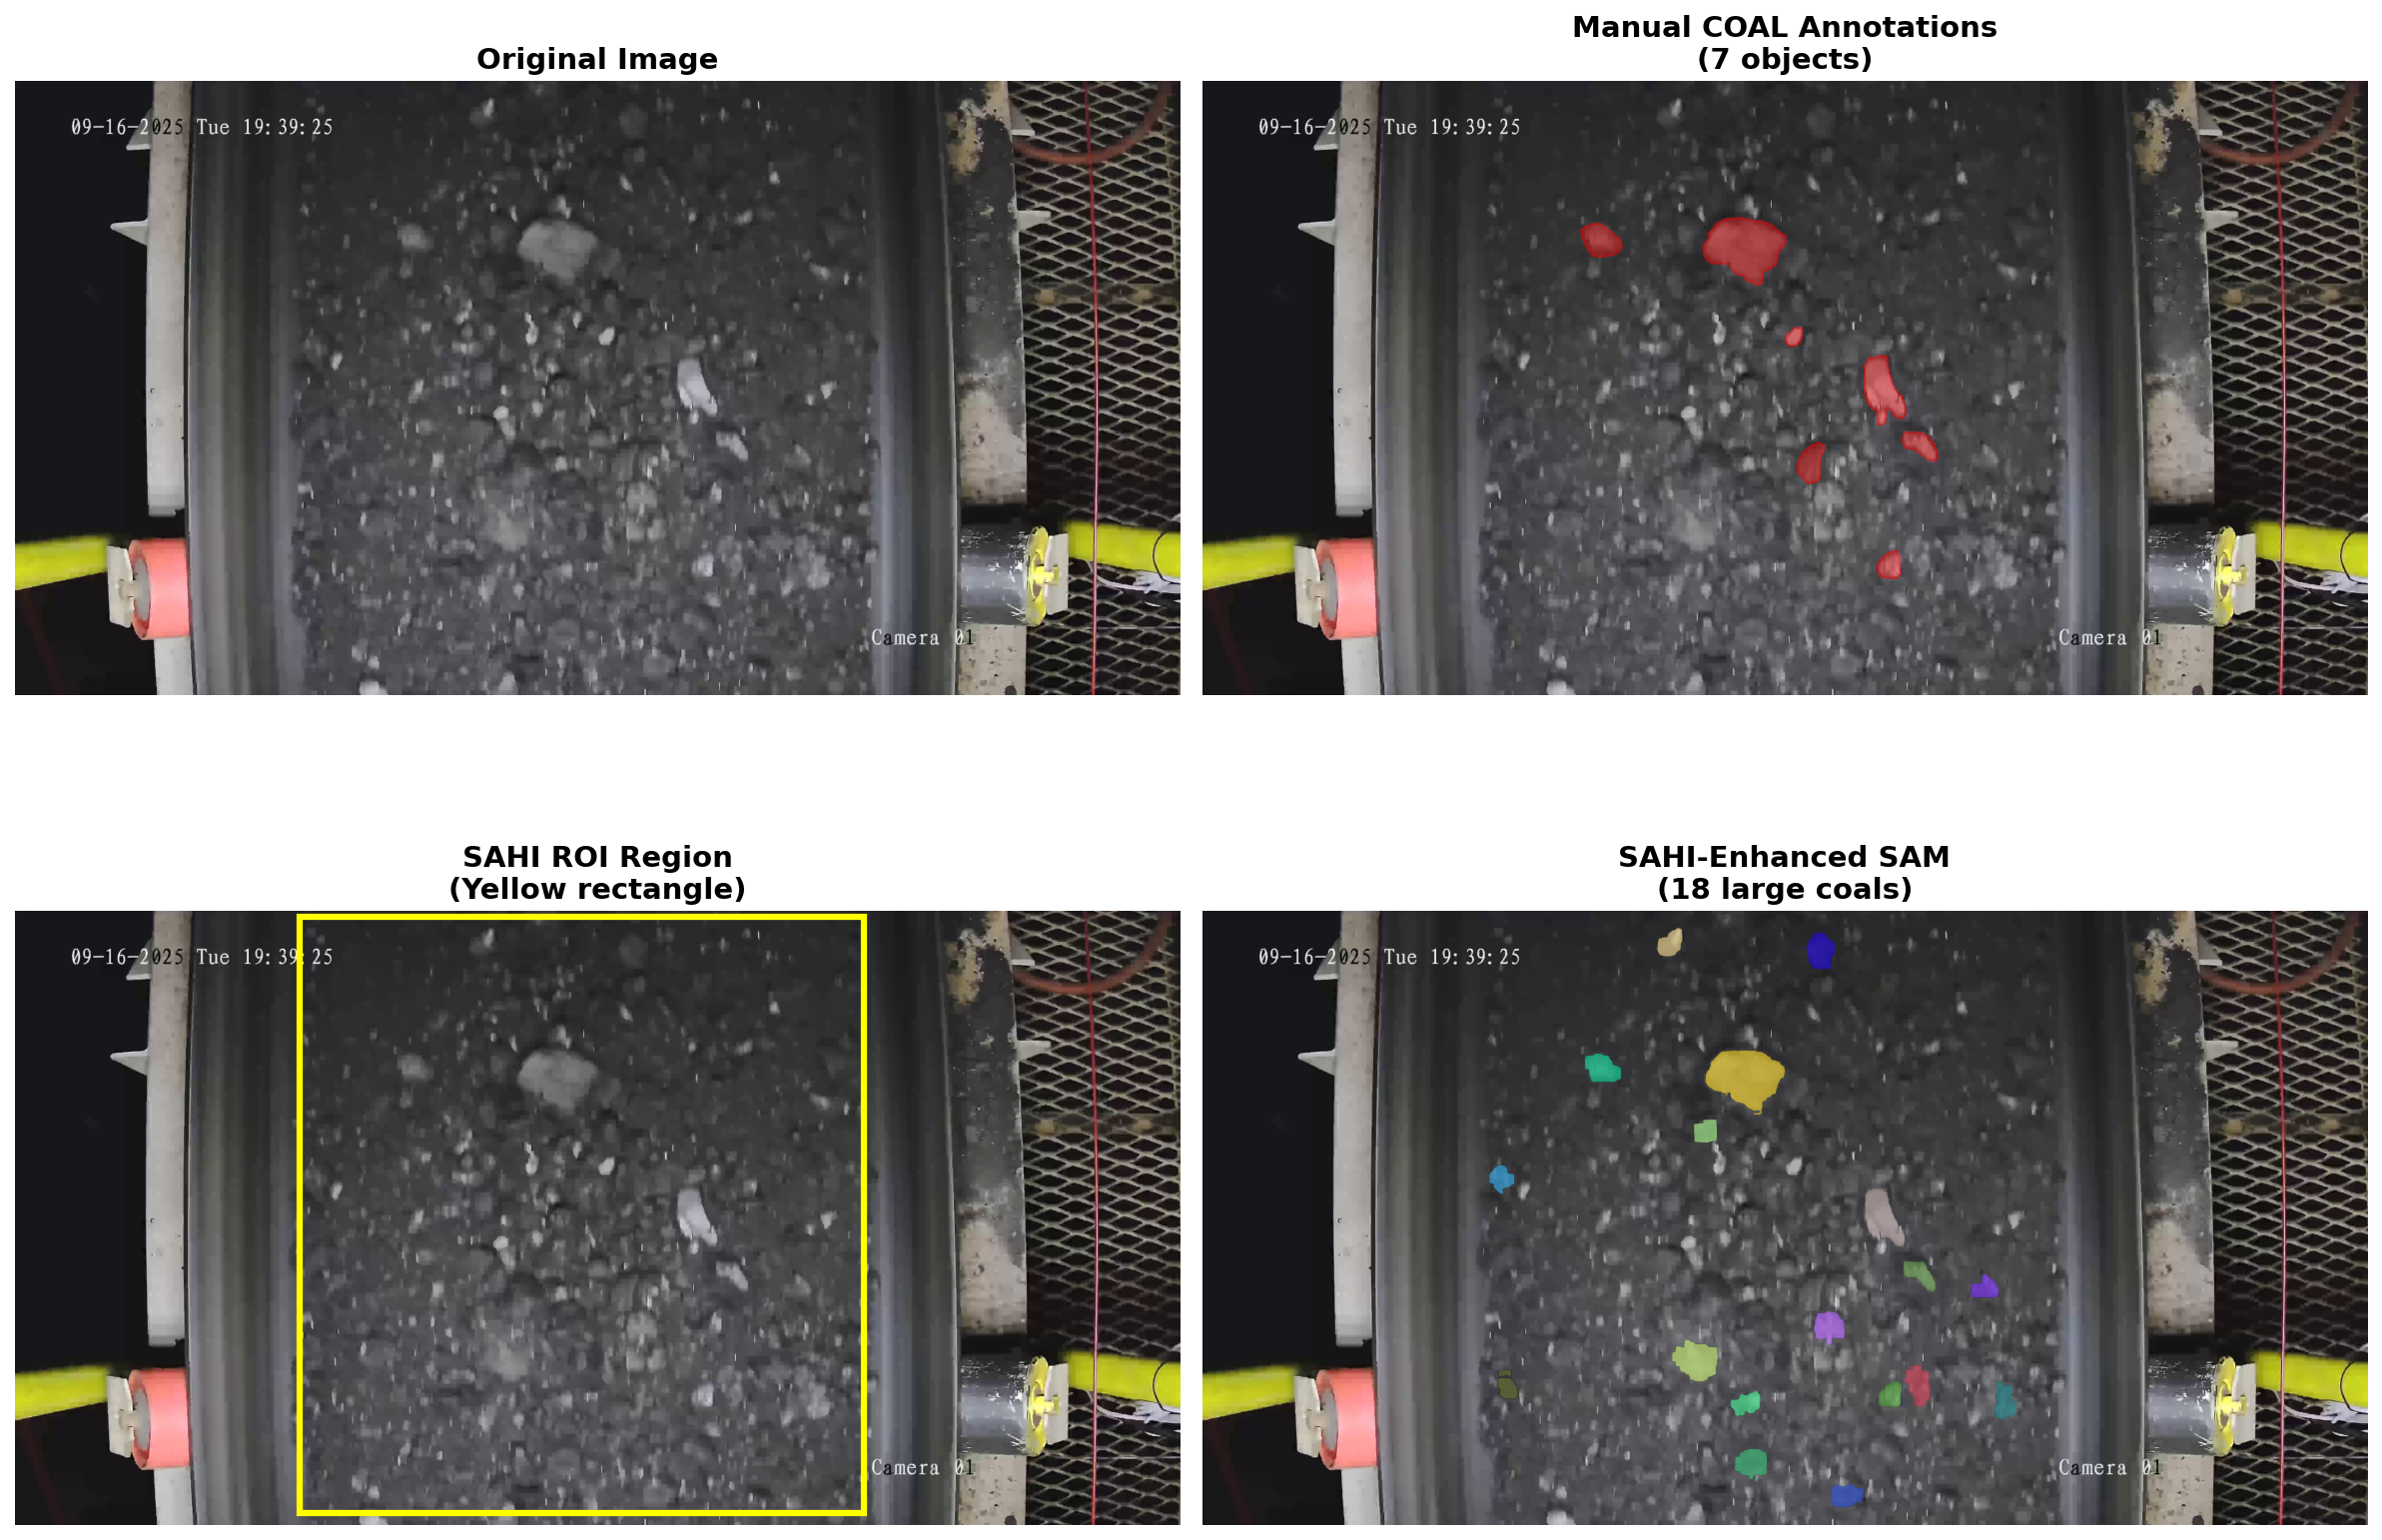 Original Image
09-16-2025 Tue 19:39:25
Camera 01
Manual COAL Annotations
(7 objects)
09-16-2025 Tue 19:39:25
Camera 01
SAHI ROI Region
(Yellow rectangle)
09-16-2025 Tue 19:39:25
Camera 01
SAHI-Enhanced SAM
(18 large coals)
09-16-2025 Tue 19:39:25
Camera 01